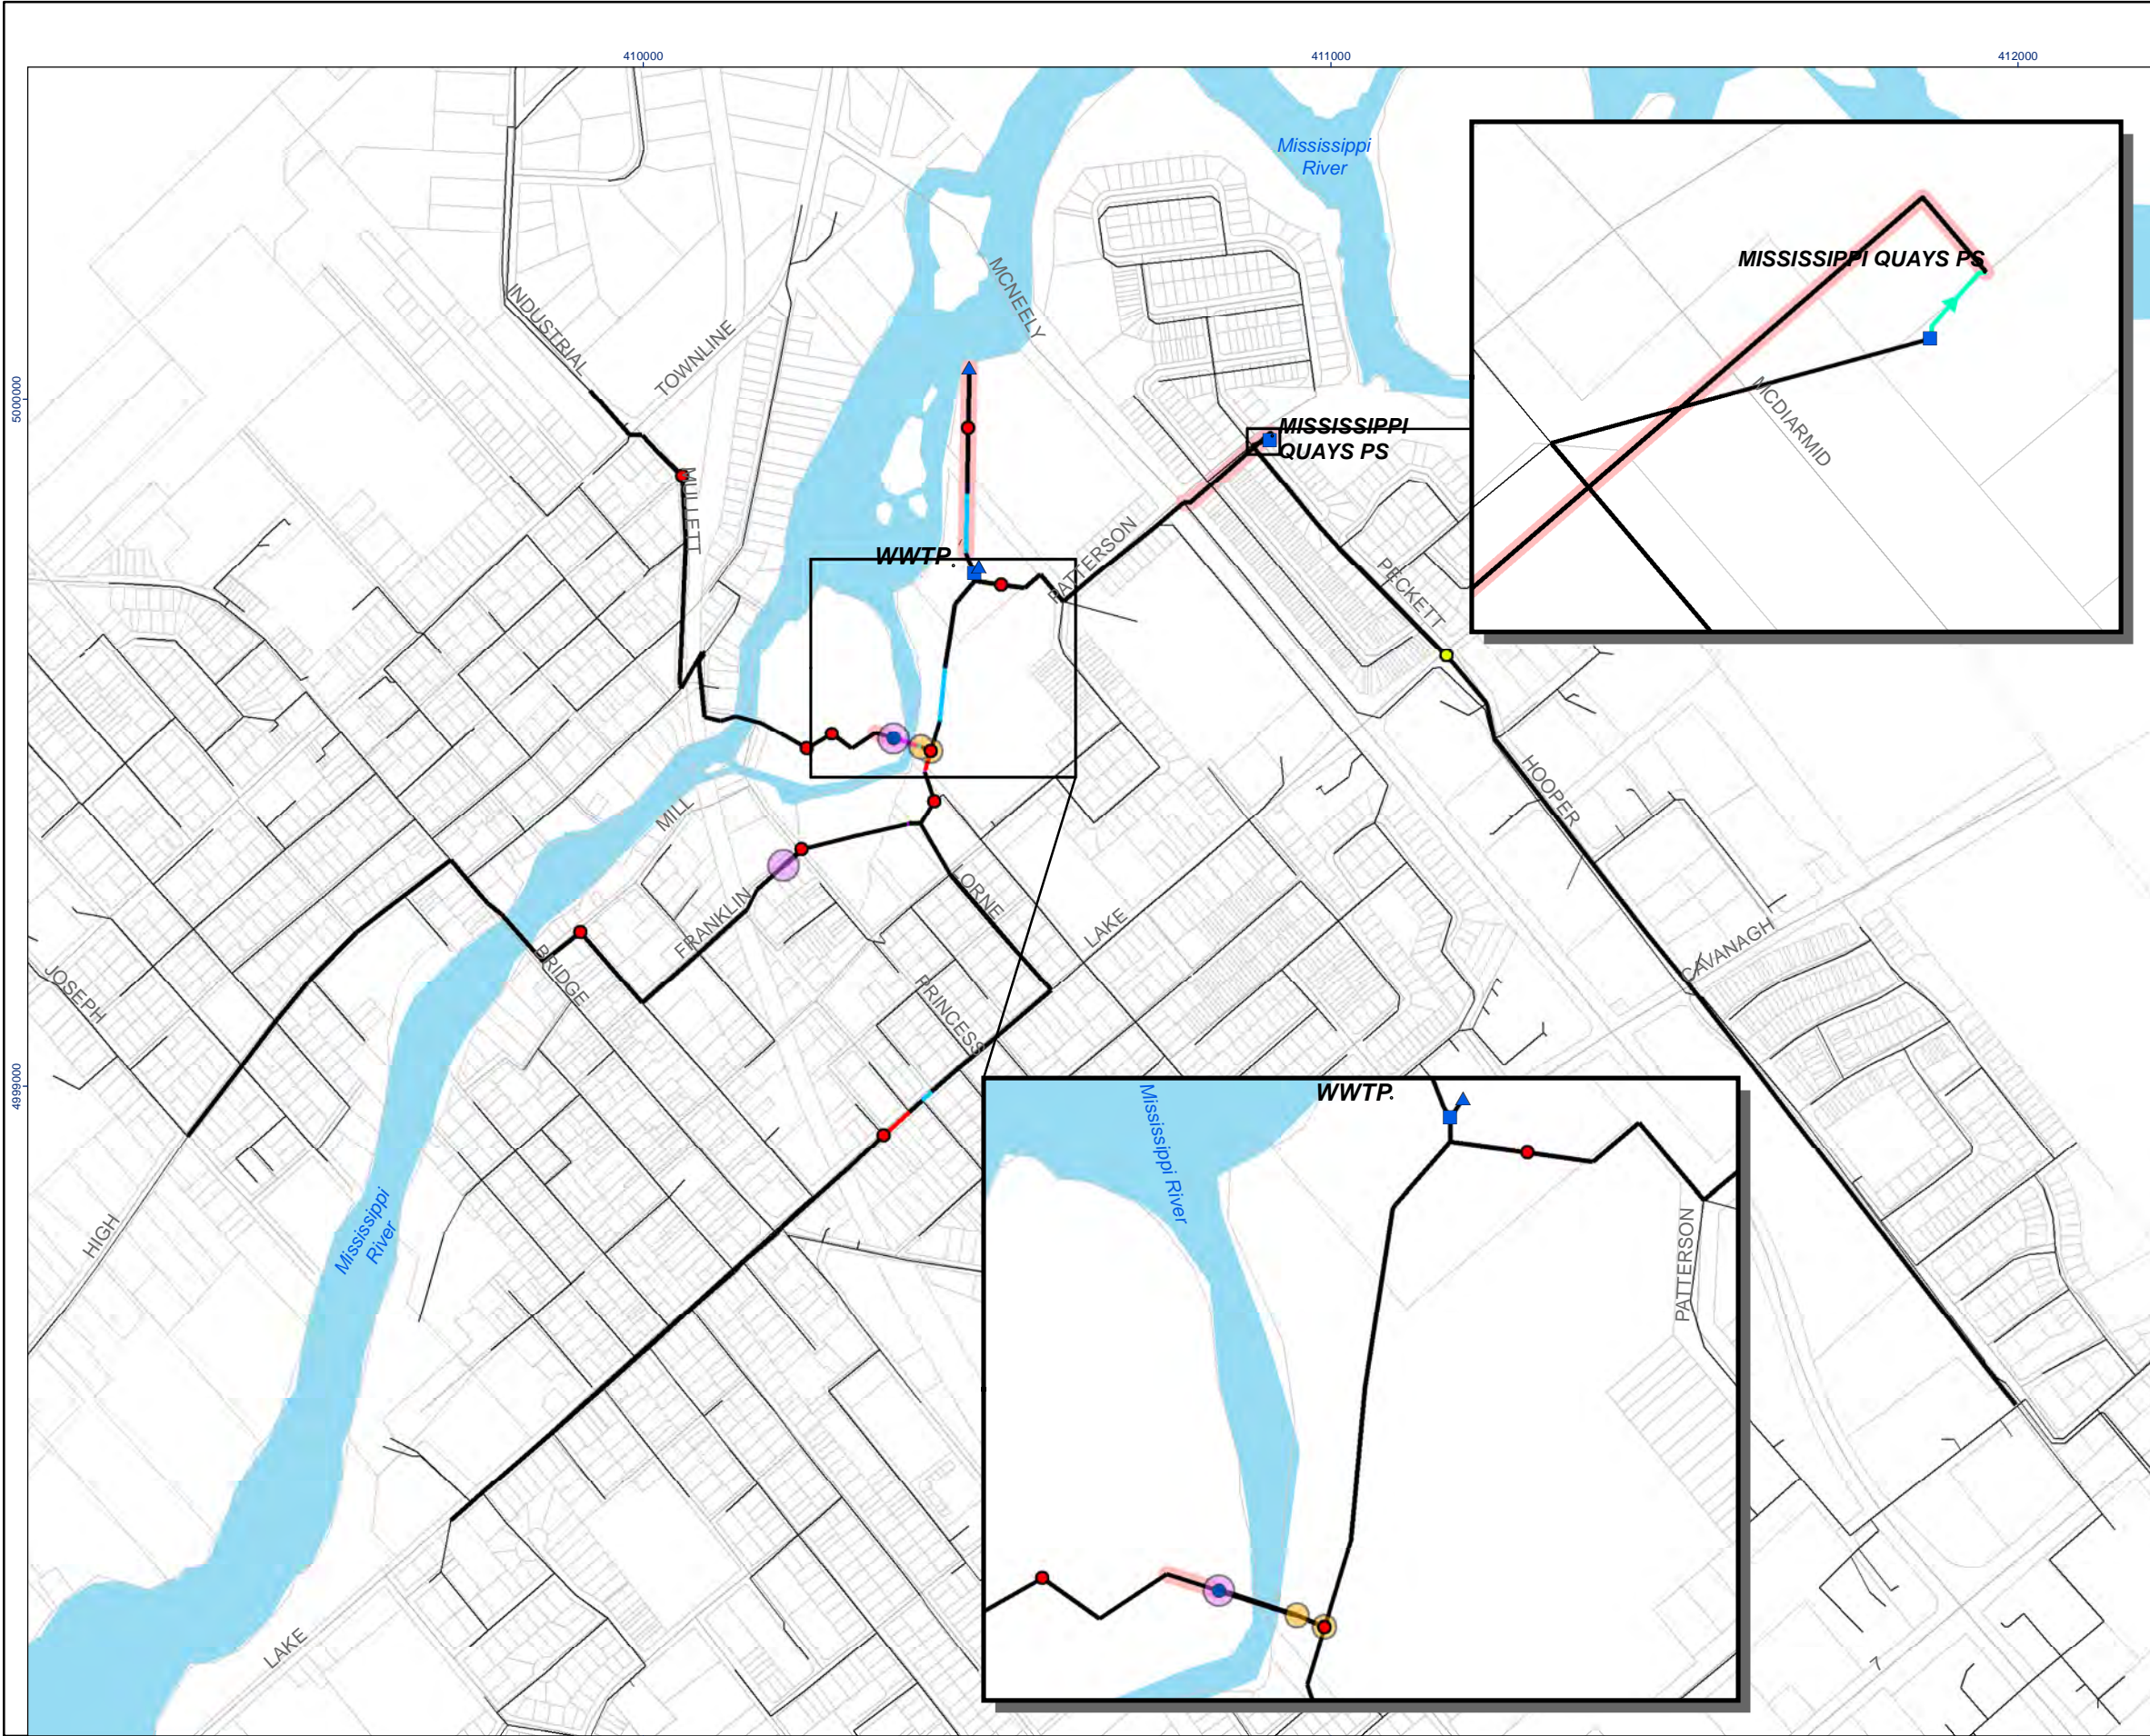 410000
411000
412000
5000000
4999000
Mississippi
River
MCNEELY
INDUSTRIAL
TOWNLINE
MULLETT
MISSISSIPPI
QUAYS PS
MISSISSIPPI QUAYS PS
MCDIARMID
WWTP
PATTERSON
PECKETT
HOOPER
MILL
FRANKLIN
LORNE
LAKE
CAVANAGH
BRIDGE
PRINCESS
JOSEPH
HIGH
Mississippi
River
WWTP
Mississippi River
PATTERSON
LAKE
7